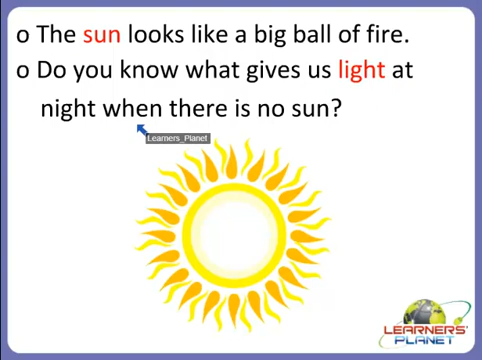 o The sun looks like a big ball of fire.
o Do you know what gives us light at
night when there is no sun?
Learners_Planet
LEARNERS'
PLANET